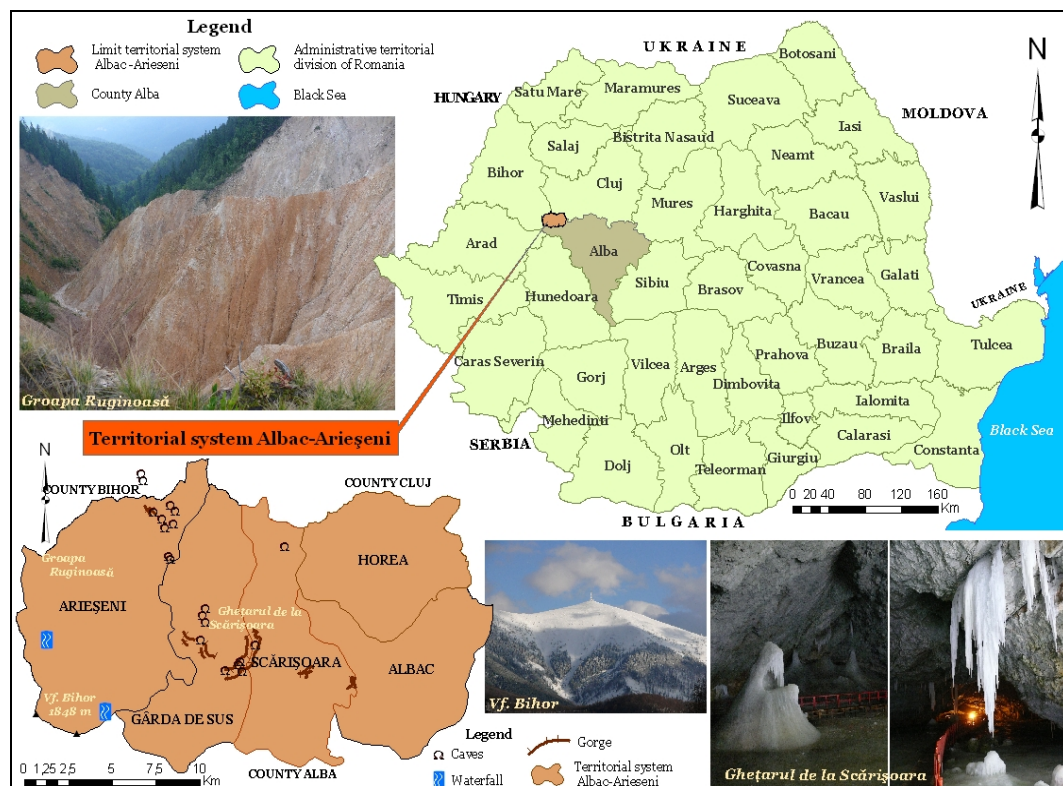 Legend
Limit territorial system
Albac -Arieseni
Administrative territorial
division of Romania
County Alba
Black Sea
Groapa Ruginoasă
N
UKRAINE
HUNGARY
MOLDOVA
Botosani
Satu Mare
Maramures
Suceava
Iasi
Bistrita Nasaud
Salaj
Neamt
Bihor
Cluj
Vaslui
Mures
Harghita
Bacau
Arad
Alba
Covasna
Vrancea
Galati
Sibiu
Brasov
Timis
Hunedoara
UKRAINE
Tulcea
Buzau
Braila
Prahova
Caras Severin
Vilcea
Arges
Gorj
Dimbovita
Ialomita
Ilfov
Mehedinti
Calarasi
Black Sea
SERBIA
Constanta
Olt
Giurgiu
Dolj
Teleorman
BULGARIA
0 20 40 80 120 160
Km
Territorial system Albac-Arieşeni
N
COUNTY BIHOR
COUNTY CLUJ
Groapa
Ruginoasă
HOREA
ARIEŞENI
Gheţarul de la
Scărişoara
SCĂRIŞOARA
ALBAC
Vf. Bihor
1848 m
GÂRDA DE SUS
COUNTY ALBA
0 1,25 2,5 5 7,5 10
Km
Vf. Bihor
Legend
Caves
Gorge
Waterfall
Territorial system
Albac-Arieseni
Gheţarul de la Scărişoara